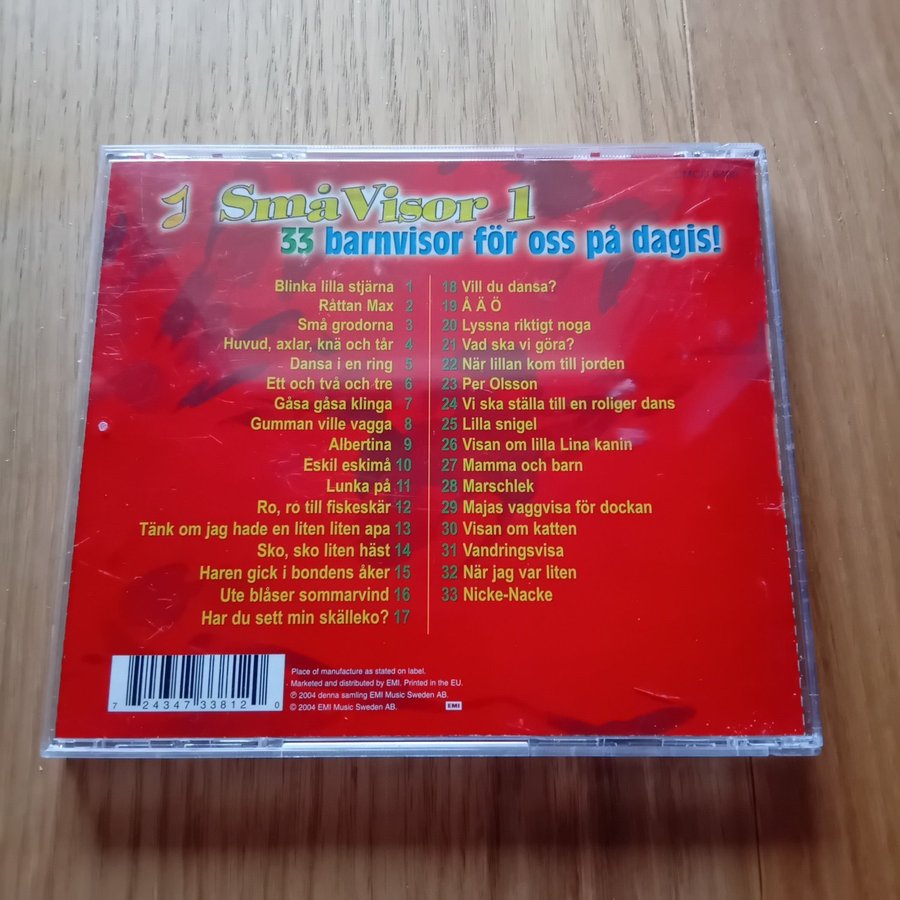 SmåVisor 1
33 barnvisor för oss på dagis!
Blinka lilla stjärna 1
Råttan Max 2
Små grodorna 3
Huvud, axlar, knä och tår 4
Dansa i en ring 5
Ett och två och tre 6
Gåsa gåsa klinga 7
Gumman ville vagga 8
Albertina 9
Eskil eskimå 10
Lunka på 11
Ro, ro till fiskeskär 12
Tänk om jag hade en liten liten apa 13
Sko, sko liten häst 14
Haren gick i bondens åker 15
Ute blåser sommarvind 16
Har du sett min skälleko? 17
18 Vill du dansa?
19 Å Ä Ö
20 Lyssna riktigt noga
21 Vad ska vi göra?
22 När lillan kom till jorden
23 Per Olsson
24 Vi ska ställa till en roliger dans
25 Lilla snigel
26 Visan om lilla Lina kanin
27 Mamma och barn
28 Marschlek
29 Majas vaggvisa för dockan
30 Visan om katten
31 Vandringsvisa
32 När jag var liten
33 Nicke-Nacke
7 24347 33812 0
Place of manufacture as stated on label.
Marketed and distributed by EMI. Printed in the EU.
℗ 2004 denna samling EMI Music Sweden AB.
© 2004 EMI Music Sweden AB.
EMI